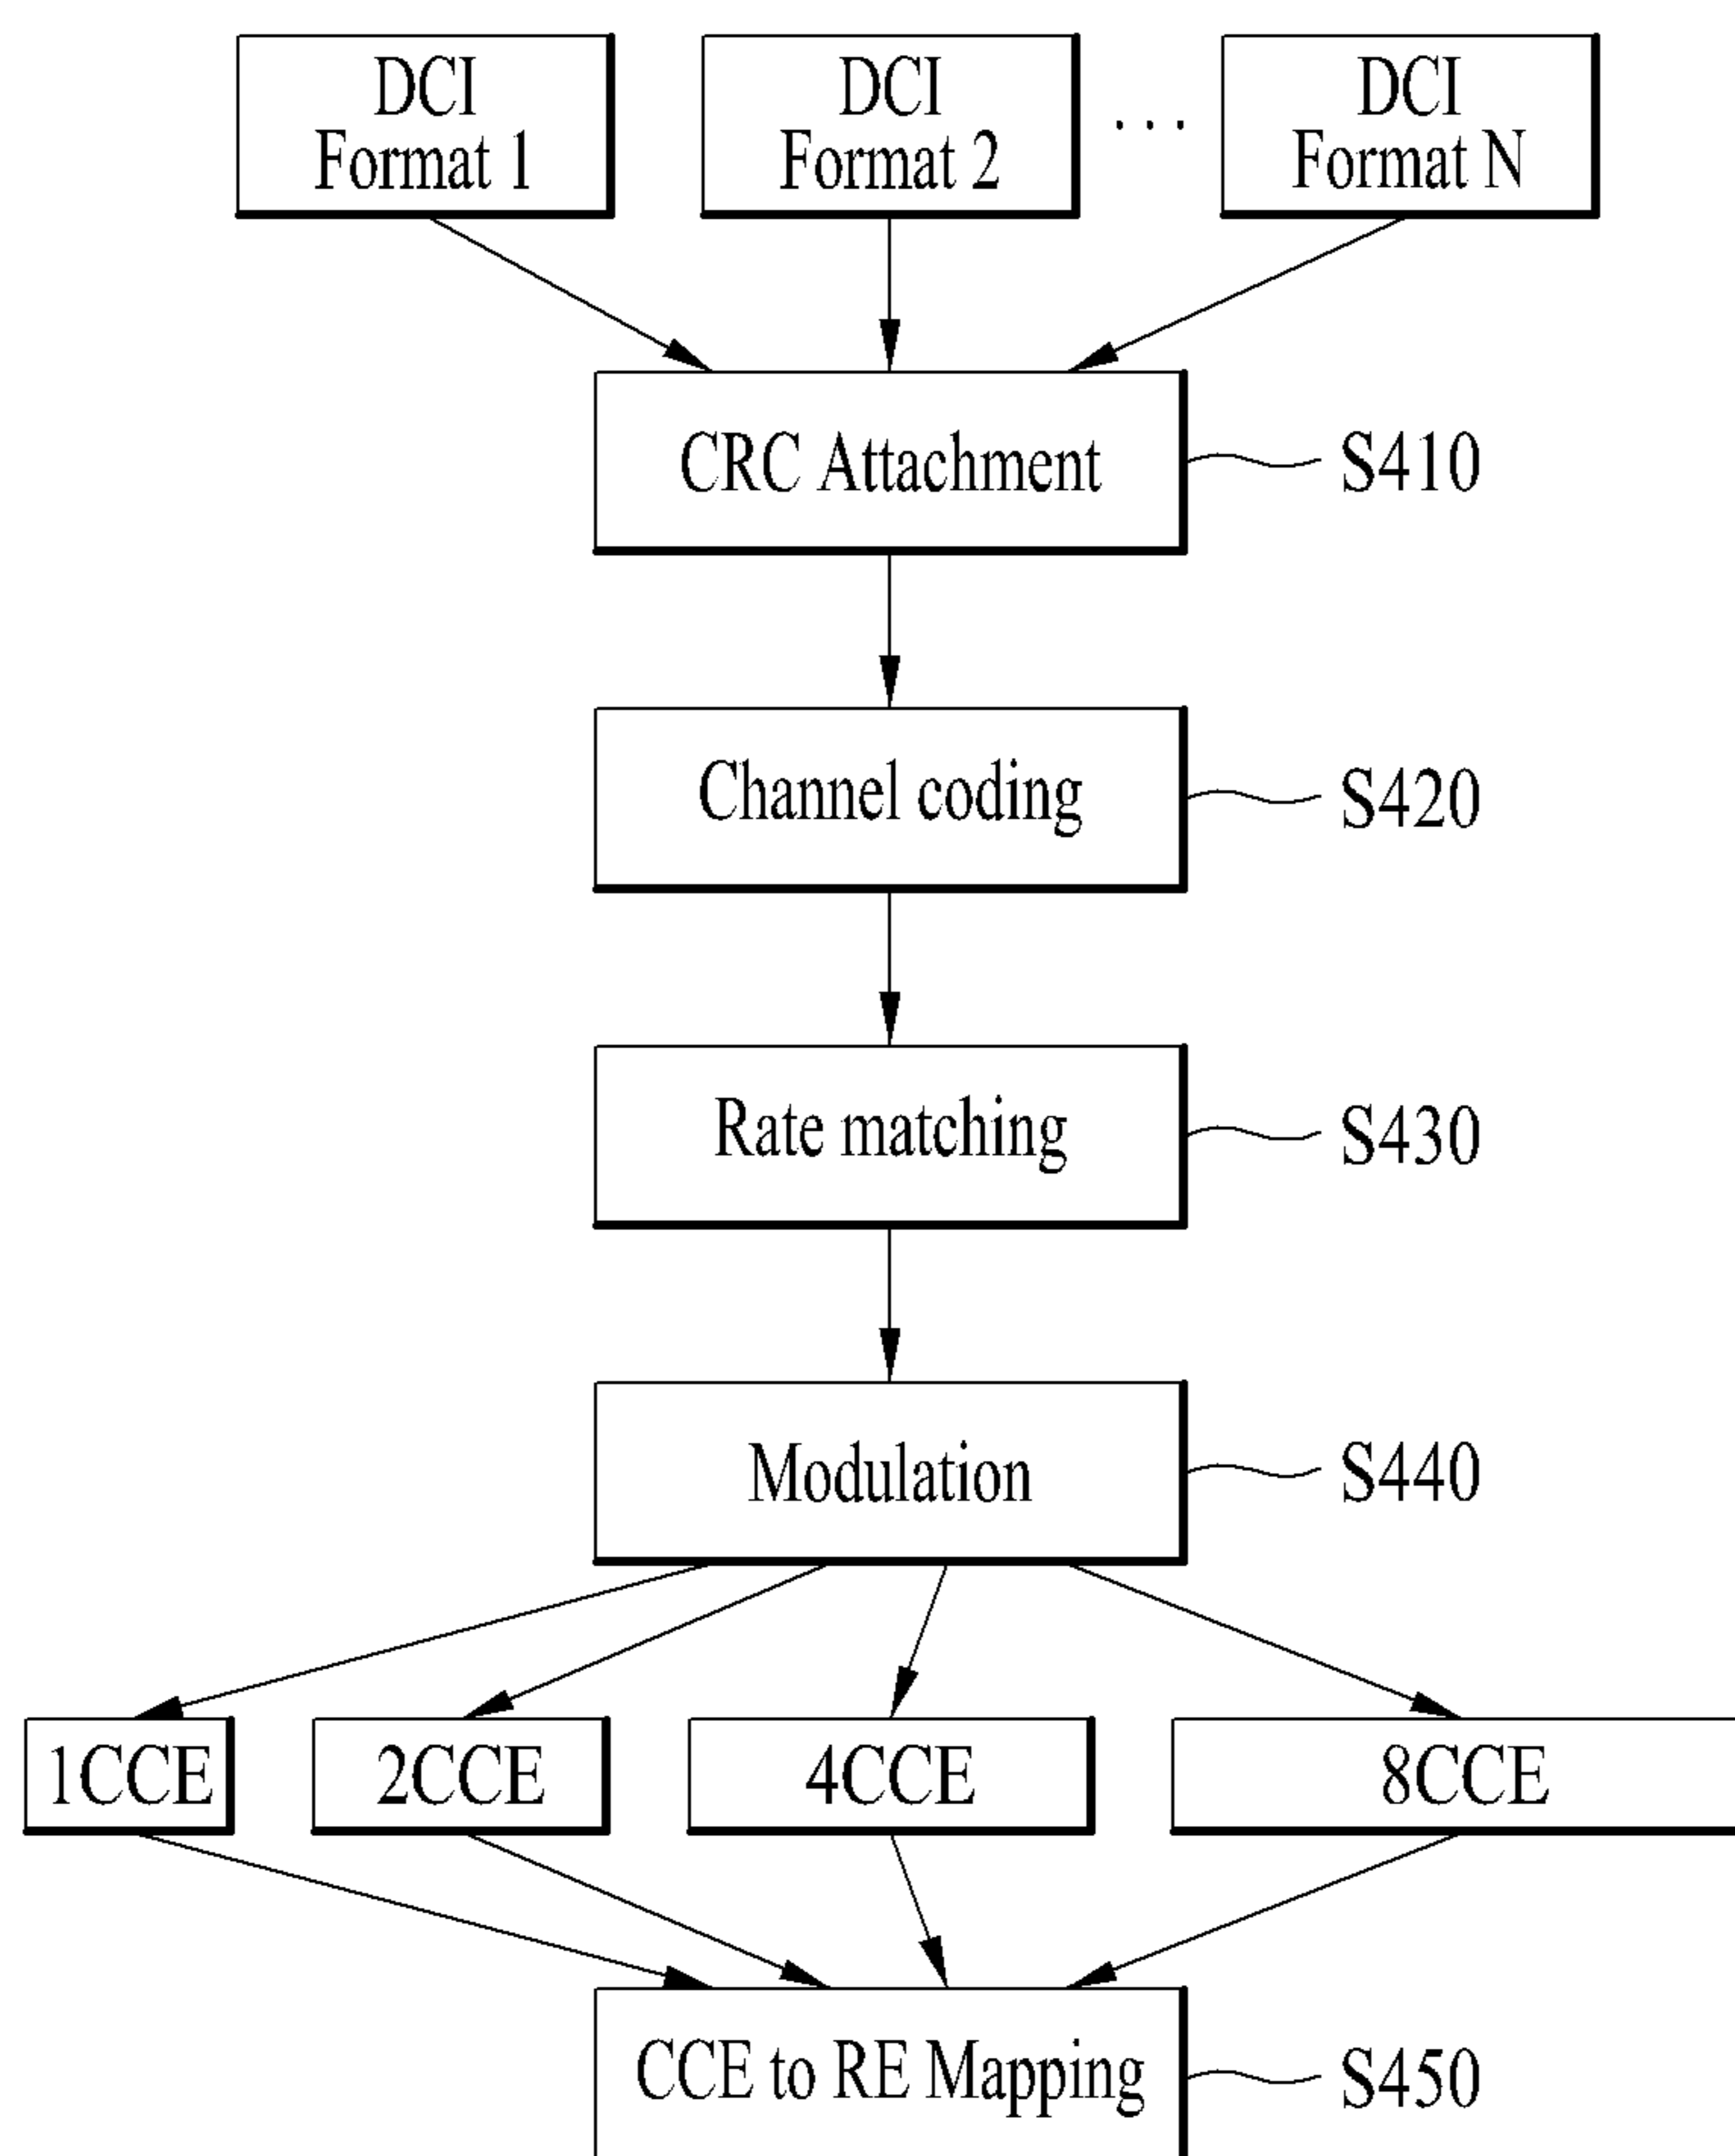 DCI
Format 1
DCI
Format 2
...
DCI
Format N
CRC Attachment
S410
Channel coding
S420
Rate matching
S430
Modulation
S440
1CCE
2CCE
4CCE
8CCE
CCE to RE Mapping
S450